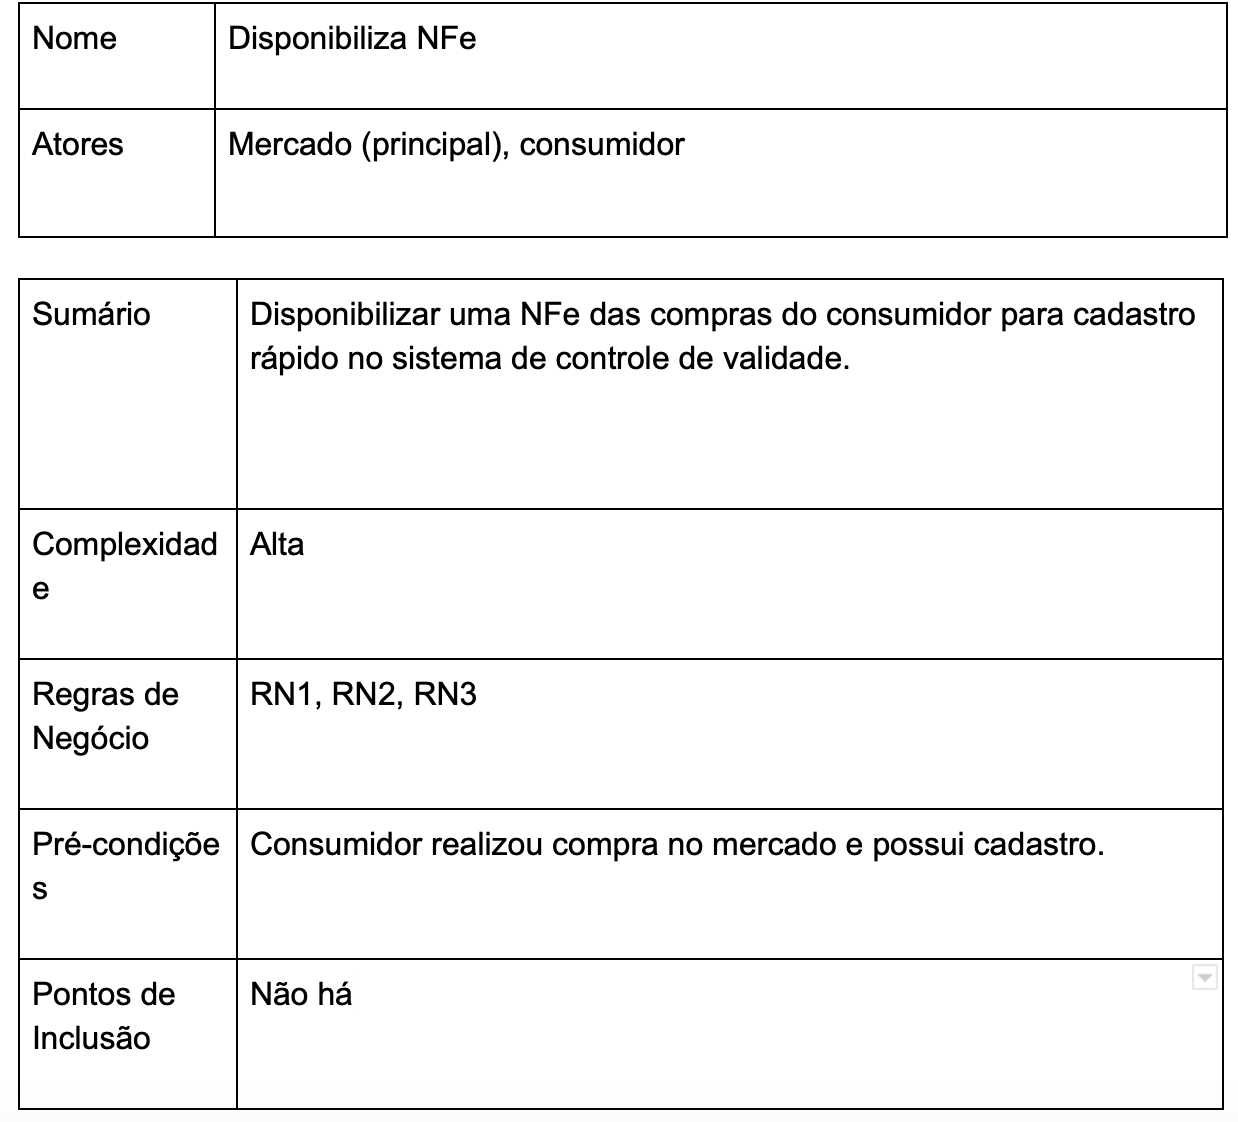 Nome
Disponibiliza NFe
Atores
Mercado (principal), consumidor
Sumário
Disponibilizar uma NFe das compras do consumidor para cadastro
rápido no sistema de controle de validade.
Complexidad
e
Alta
Regras de
Negócio
RN1, RN2, RN3
Pré-condiçõe
s
Consumidor realizou compra no mercado e possui cadastro.
Pontos de
Inclusão
Não há